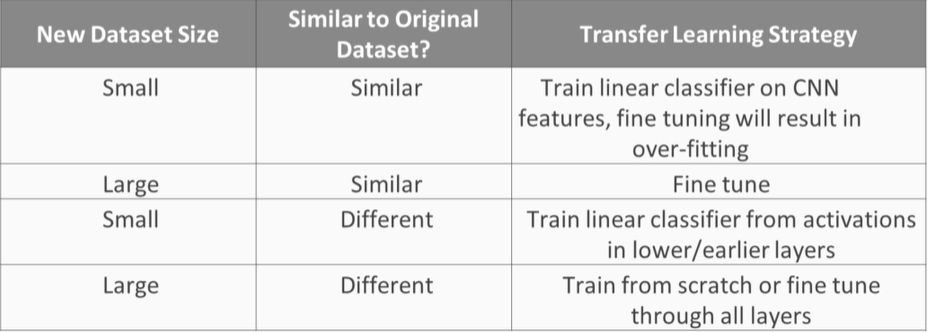 New Dataset Size
Similar to Original
Dataset?
Transfer Learning Strategy
Small
Similar
Train linear classifier on CNN
features, fine tuning will result in
over-fitting
Large
Similar
Fine tune
Small
Different
Train linear classifier from activations
in lower/earlier layers
Large
Different
Train from scratch or fine tune
through all layers